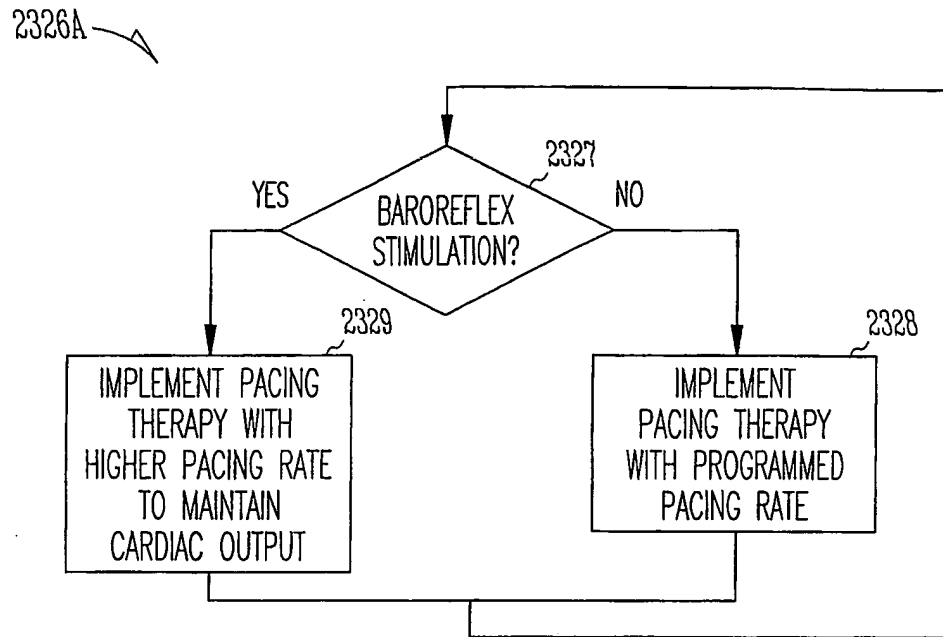 2326A
2327
YES
NO
BAROREFLEX
STIMULATION?
2329
IMPLEMENT PACING
THERAPY WITH
HIGHER PACING RATE
TO MAINTAIN
CARDIAC OUTPUT
2328
IMPLEMENT
PACING THERAPY
WITH PROGRAMMED
PACING RATE